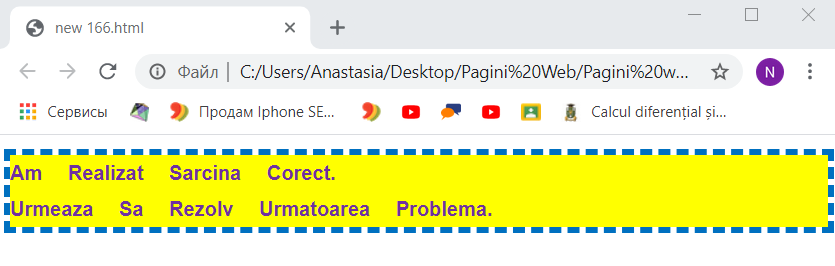 new 166.html
Файл | C:/Users/Anastasia/Desktop/Pagini%20Web/Pagini%20w... N
Сервисы Продам Iphone SE... Calcul diferențial și...
Am Realizat Sarcina Corect.
Urmeaza Sa Rezolv Urmatoarea Problema.